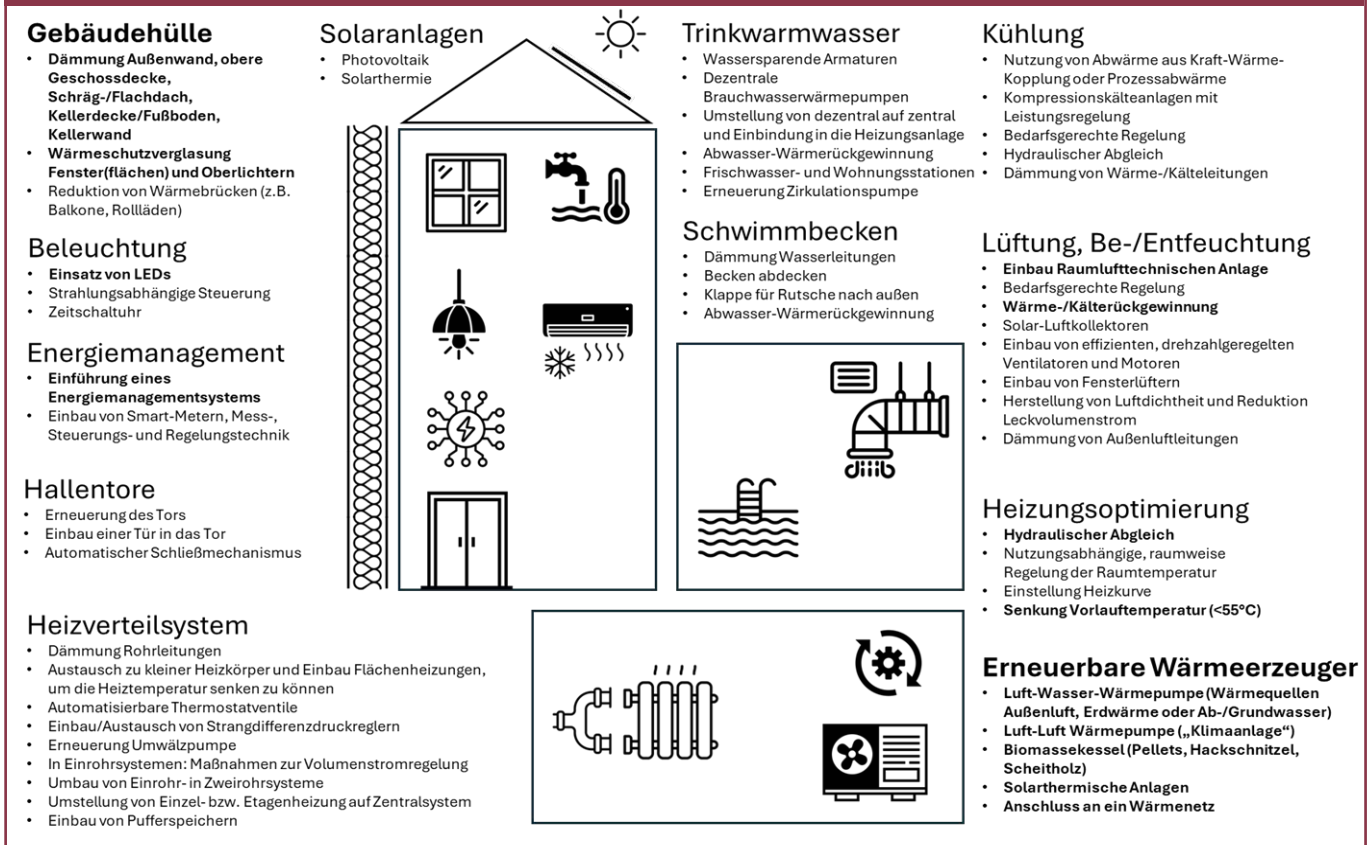 Gebäudehülle
• Dämmung Außenwand, obere
Geschossdecke,
Schräg-/Flachdach,
Kellerdecke/Fußboden,
Kellerwand
• Wärmeschutzverglasung
Fenster(flächen) und Oberlichtern
• Reduktion von Wärmebrücken (z.B.
Balkone, Rollläden)
Beleuchtung
• Einsatz von LEDs
• Strahlungsabhängige Steuerung
• Zeitschaltuhr
Energiemanagement
• Einführung eines
Energiemanagementsystems
• Einbau von Smart-Metern, Mess-,
Steuerungs- und Regelungstechnik
Hallentore
• Erneuerung des Tors
• Einbau einer Tür in das Tor
• Automatischer Schließmechanismus
Heizverteilsystem
• Dämmung Rohrleitungen
• Austausch zu kleiner Heizkörper und Einbau Flächenheizungen,
um die Heiztemperatur senken zu können
• Automatisierbare Thermostatventile
• Einbau/Austausch von Strangdifferenzdruckreglern
• Erneuerung Umwälzpumpe
• In Einrohrsystemen: Maßnahmen zur Volumenstromregelung
• Umbau von Einrohr- in Zweirohrsysteme
• Umstellung von Einzel- bzw. Etagenheizung auf Zentralsystem
• Einbau von Pufferspeichern
Solaranlagen
• Photovoltaik
• Solarthermie
Trinkwarmwasser
• Wassersparende Armaturen
• Dezentrale
Brauchwasserwärmepumpen
• Umstellung von dezentral auf zentral
und Einbindung in die Heizungsanlage
• Abwasser-Wärmerückgewinnung
• Frischwasser- und Wohnungsstationen
• Erneuerung Zirkulationspumpe
Schwimmbecken
• Dämmung Wasserleitungen
• Becken abdecken
• Klappe für Rutsche nach außen
• Abwasser-Wärmerückgewinnung
Kühlung
• Nutzung von Abwärme aus Kraft-Wärme-
Kopplung oder Prozessabwärme
• Kompressionskälteanlagen mit
Leistungsregelung
• Bedarfsgerechte Regelung
• Hydraulischer Abgleich
• Dämmung von Wärme-/Kälteleitungen
Lüftung, Be-/Entfeuchtung
• Einbau Raumlufttechnischen Anlage
• Bedarfsgerechte Regelung
• Wärme-/Kälterückgewinnung
• Solar-Luftkollektoren
• Einbau von effizienten, drehzahlgeregelten
Ventilatoren und Motoren
• Einbau von Fensterlüftern
• Herstellung von Luftdichtheit und Reduktion
Leckvolumenstrom
• Dämmung von Außenluftleitungen
Heizungsoptimierung
• Hydraulischer Abgleich
• Nutzungsabhängige, raumweise
Regelung der Raumtemperatur
• Einstellung Heizkurve
• Senkung Vorlauftemperatur (<55°C)
Erneuerbare Wärmeerzeuger
• Luft-Wasser-Wärmepumpe (Wärmequellen
Außenluft, Erdwärme oder Ab-/Grundwasser)
• Luft-Luft Wärmepumpe („Klimaanlage“)
• Biomassekessel (Pellets, Hackschnitzel,
Scheitholz)
• Solarthermische Anlagen
• Anschluss an ein Wärmenetz